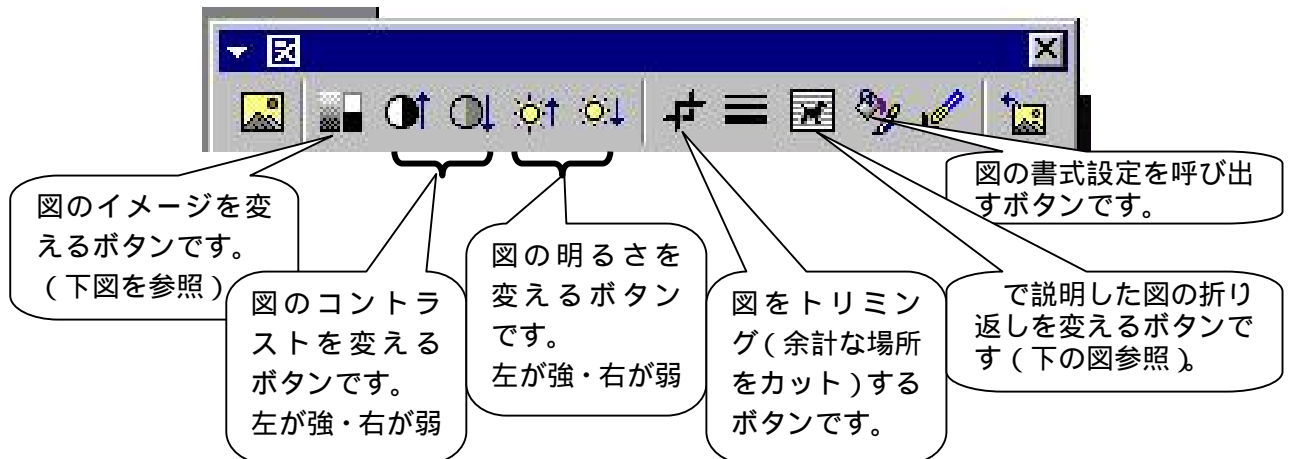 図のイメージを変
えるボタンです。
(下図を参照)
図のコントラ
ストを変える
ボタンです。
左が強・右が弱
図の明るさを
変えるボタン
です。
左が強・右が弱
図をトリミン
グ(余計な場所
をカット)する
ボタンです。
図の書式設定を呼び出
すボタンです。
で説明した図の折り
返しを変えるボタンで
す(下の図参照)。